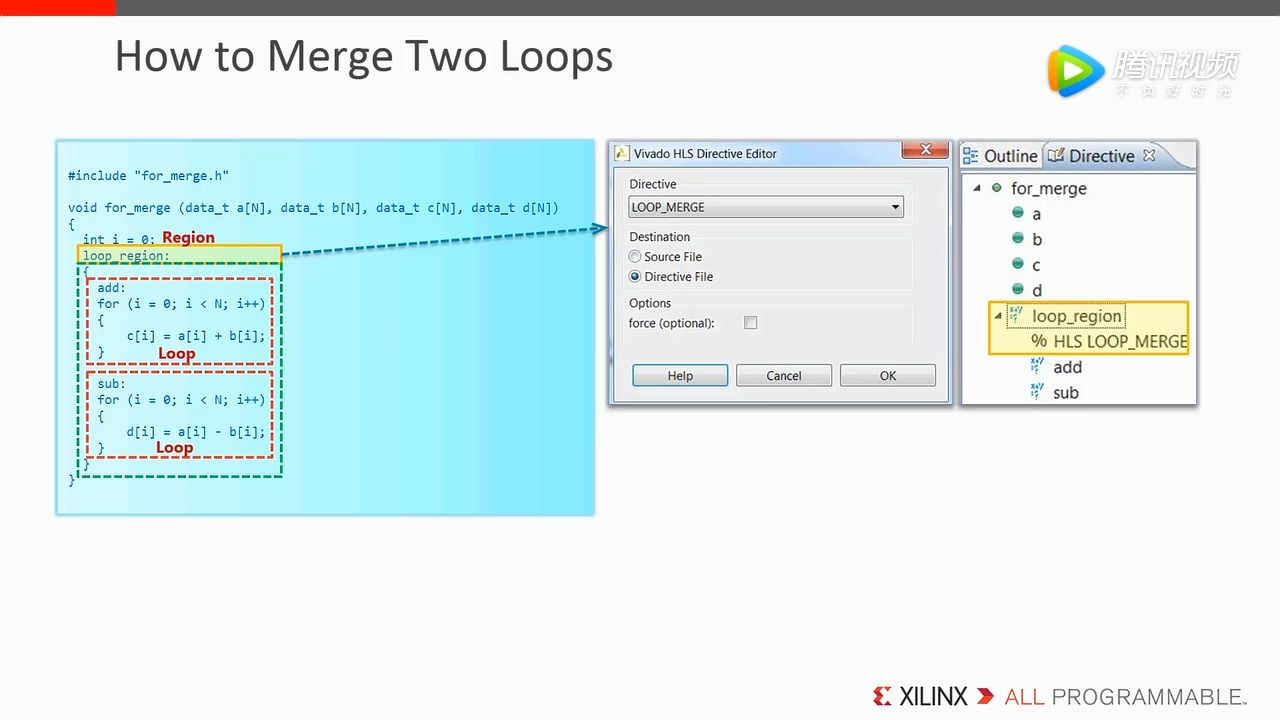 How to Merge Two Loops
腾讯视频
不负好时光
#include "for_merge.h"
void for_merge (data_t a[N], data_t b[N], data_t c[N], data_t d[N])
{
int i = 0;
Region
loop_region:
{
add:
for (i = 0; i < N; i++)
{
c[i] = a[i] + b[i];
}
Loop
sub:
for (i = 0; i < N; i++)
{
d[i] = a[i] - b[i];
}
Loop
}
}
Vivado HLS Directive Editor
Directive
LOOP_MERGE
Destination
Source File
Directive File
Options
force (optional):
Help
Cancel
OK
Outline
Directive
for_merge
a
b
c
d
loop_region
% HLS LOOP_MERGE
add
sub
XILINX ALL PROGRAMMABLE™